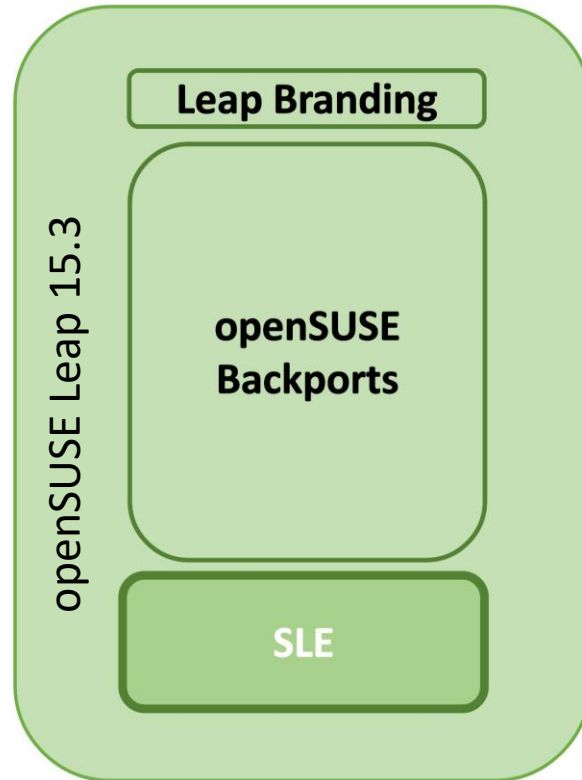 Leap Branding
openSUSE Leap 15.3
openSUSE
Backports
SLE